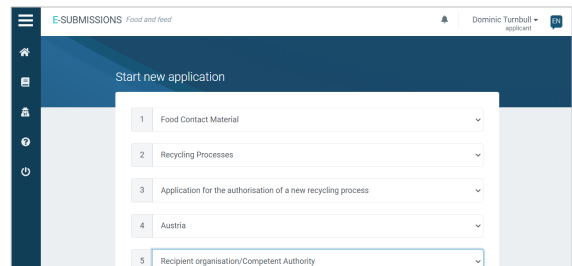 E-SUBMISSIONS Food and feed
Dominic Turnbull
applicant
EN
Start new application
1 Food Contact Material
2 Recycling Processes
3 Application for the authorisation of a new recycling process
4 Austria
5 Recipient organisation/Competent Authority